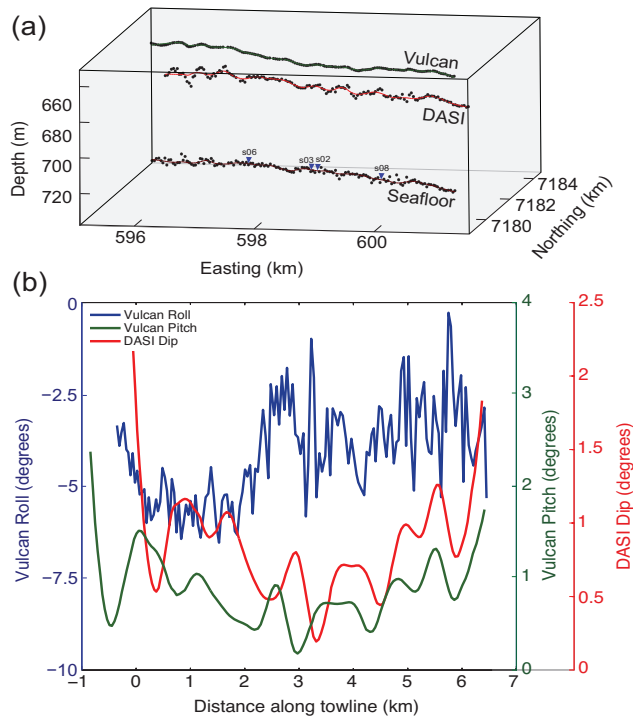 (a)
Vulcan
DASI
Seafloor
s06
s03
s02
s08
Depth (m)
660
680
700
720
596
598
600
Easting (km)
7180
7182
7184
Northing (km)
(b)
Vulcan Roll
Vulcan Pitch
DASI Dip
Vulcan Roll (degrees)
0
−2.5
−5
−7.5
−10
Vulcan Pitch (degrees)
4
3
2
1
0
DASI Dip (degrees)
2.5
2
1.5
1
0.5
0
−1
0
1
2
3
4
5
6
7
Distance along towline (km)